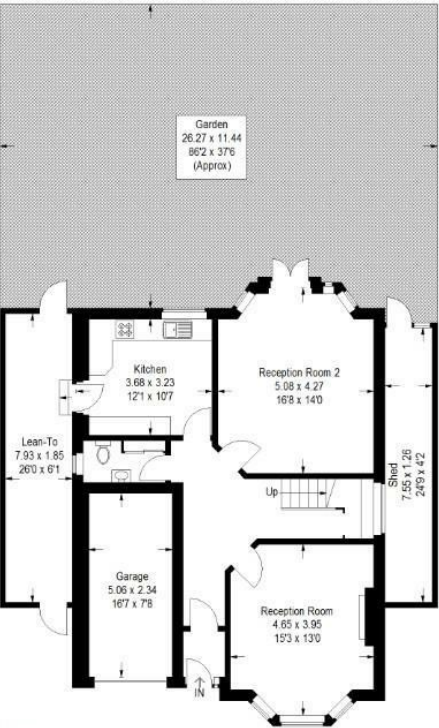 Garden
26.27 x 11.44
86'2 x 37'6
(Approx)
Kitchen
3.68 x 3.23
12'1 x 10'7
Reception Room 2
5.08 x 4.27
16'8 x 14'0
Lean-To
7.93 x 1.85
26'0 x 6'1
Shed
7.55 x 1.26
24'9 x 4'2
Up
Garage
5.06 x 2.34
16'7 x 7'8
Reception Room
4.65 x 3.95
15'3 x 13'0
IN